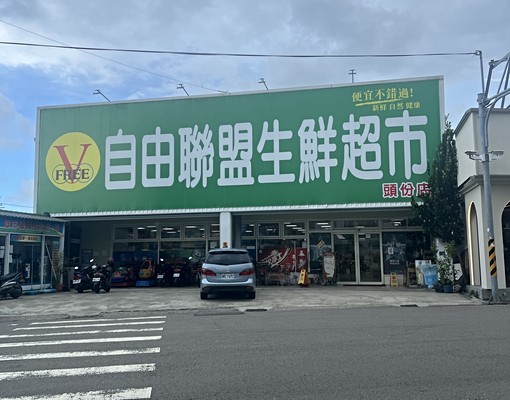 便宜不錯過!
新鮮 自然 健康
V
FREE
自由聯盟生鮮超市
頭份店